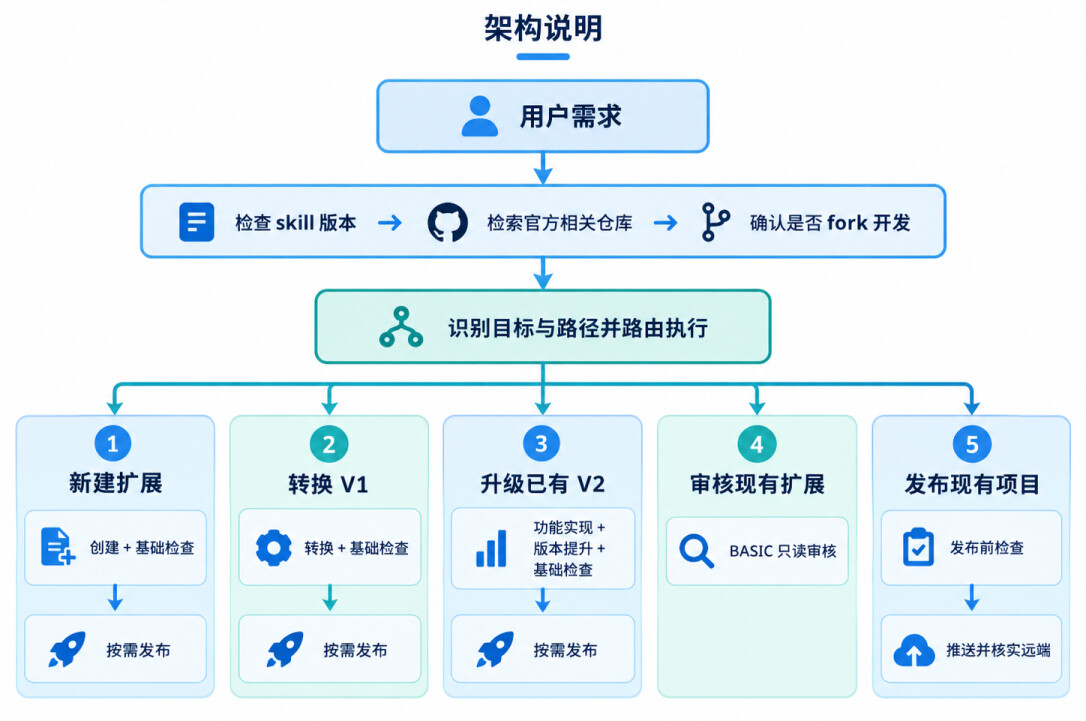 架构说明
用户需求
检查 skill 版本
检索官方相关仓库
确认是否 fork 开发
识别目标与路径并路由执行
1
新建扩展
创建 + 基础检查
按需发布
2
转换 V1
转换 + 基础检查
按需发布
3
升级已有 V2
功能实现 +
版本提升 +
基础检查
按需发布
4
审核现有扩展
BASIC 只读审核
5
发布现有项目
发布前检查
推送并核实远端